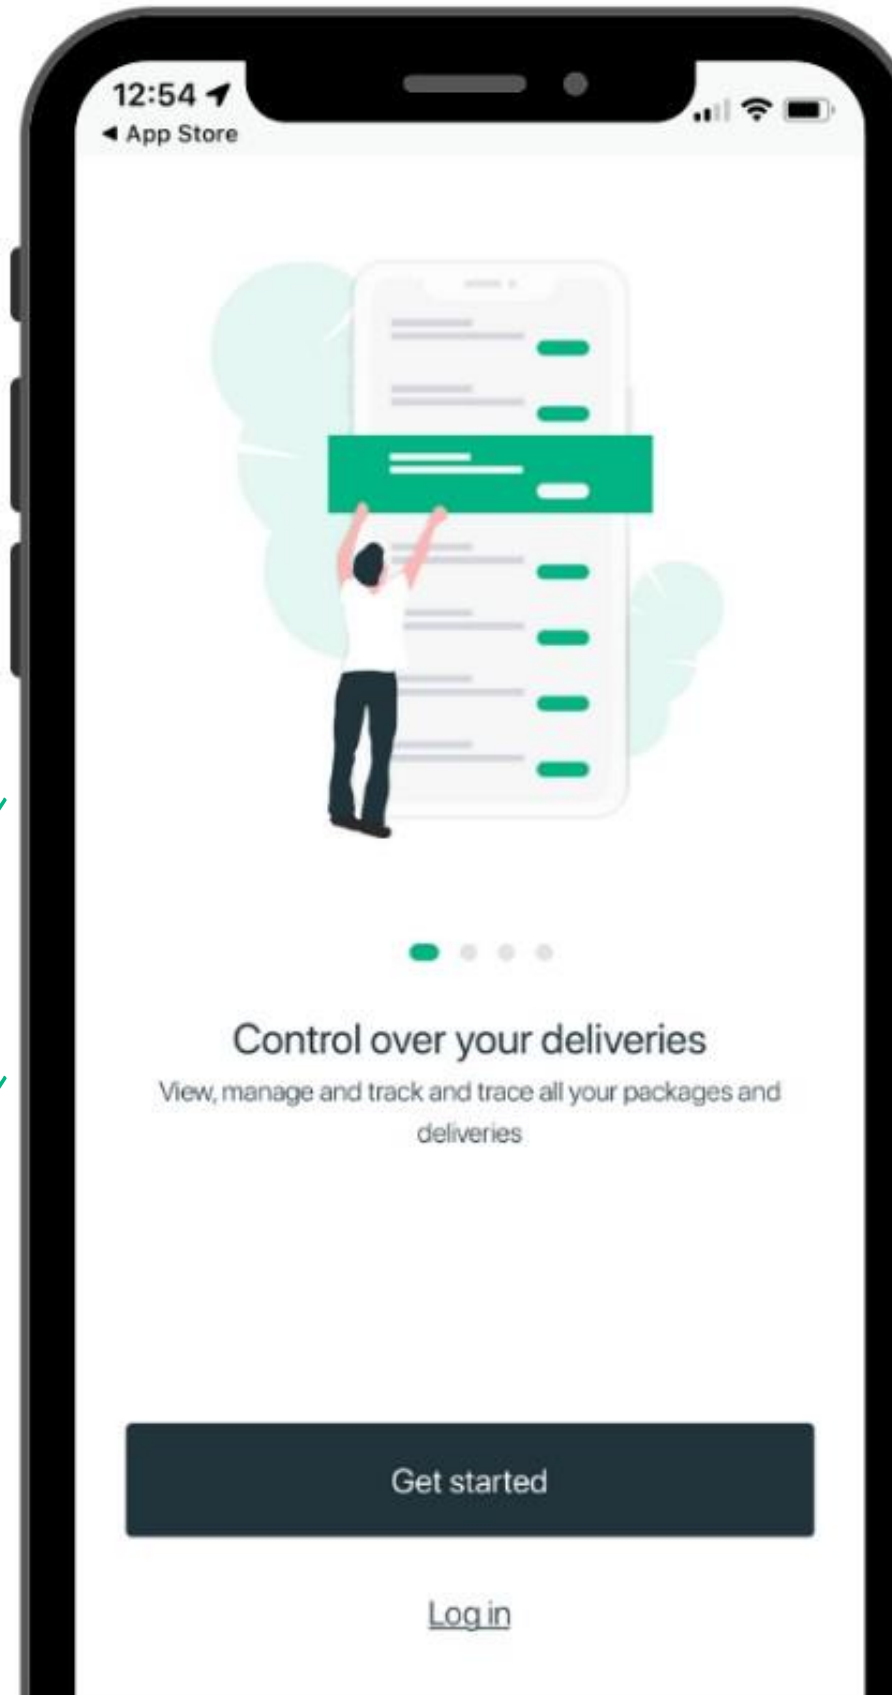 12:54
◀ App Store
Control over your deliveries
View, manage and track and trace all your packages and
deliveries
Get started
Log in